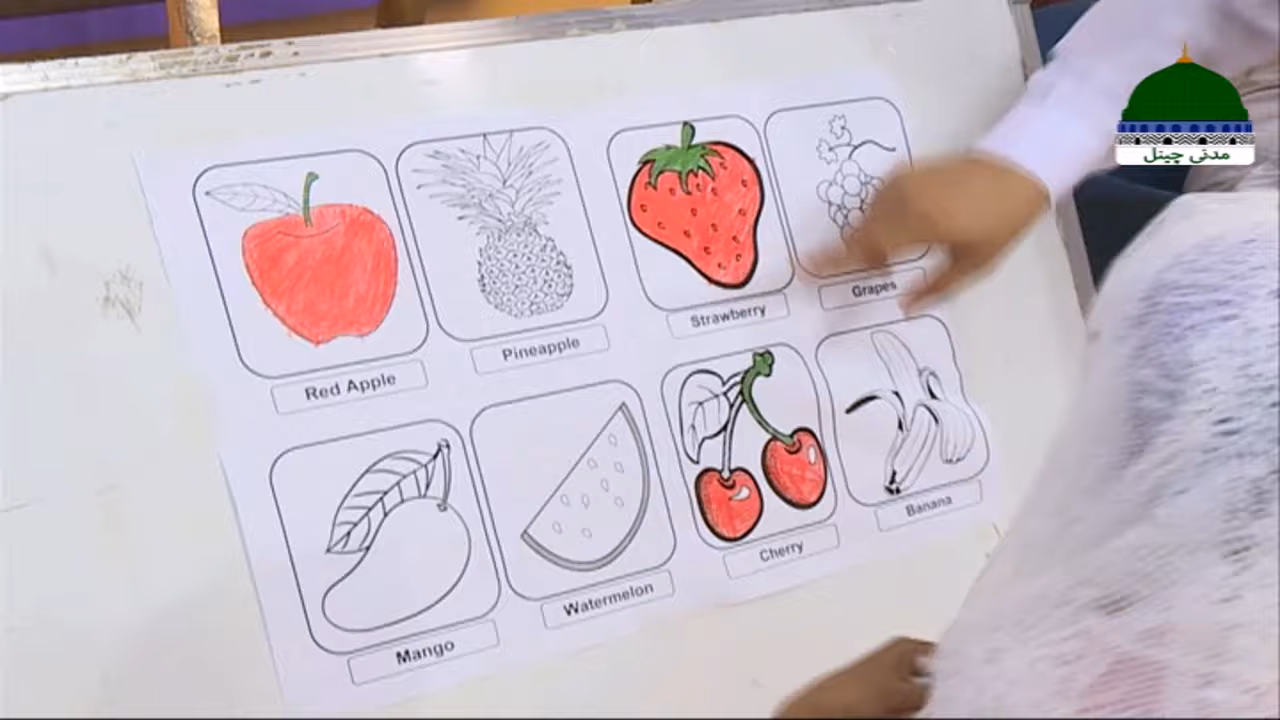 مدنی چینل
Red Apple
Pineapple
Strawberry
Grapes
Mango
Watermelon
Cherry
Banana